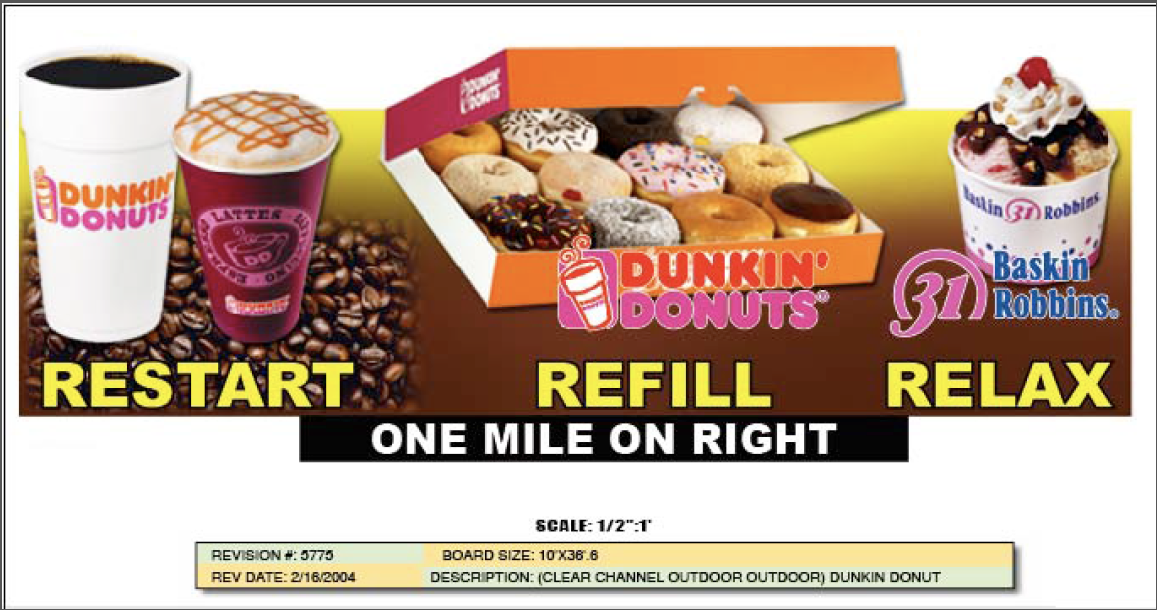 DUNKIN'
DONUTS
LATTES
DD
DUNKIN'
DONUTS
DUNKIN'
DONUTS®
Baskin 31 Robbins.
31 Baskin
Robbins®
RESTART
REFILL
RELAX
ONE MILE ON RIGHT
SCALE: 1/2":1'
REVISION #: 5775
BOARD SIZE: 10'X36'.6
REV DATE: 2/16/2004
DESCRIPTION: (CLEAR CHANNEL OUTDOOR OUTDOOR) DUNKIN DONUT